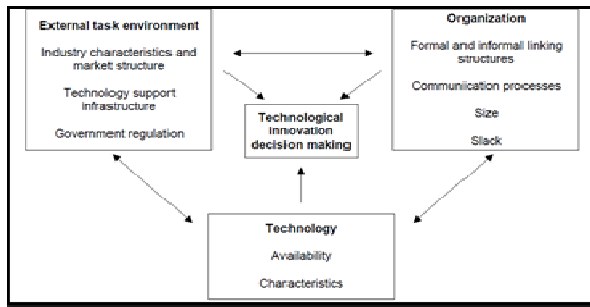 External task environment
Industry characteristics and
market structure
Technology support
infrastructure
Government regulation
Organization
Formal and informal linking
structures
Communication processes
Size
Slack
Technological
innovation
decision making
Technology
Availability
Characteristics